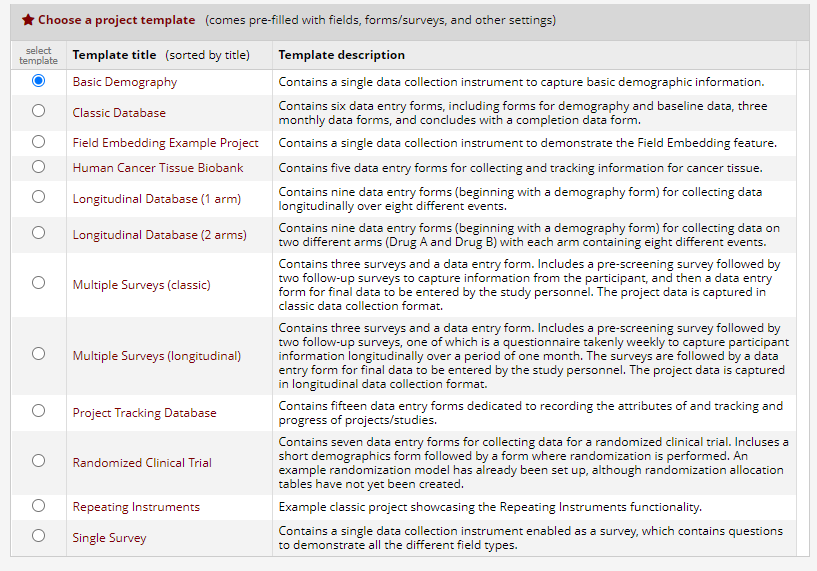 Choose a project template (comes pre-filled with fields, forms/surveys, and other settings)
select
template
Template title (sorted by title)
Template description
Basic Demography
Contains a single data collection instrument to capture basic demographic information.
Classic Database
Contains six data entry forms, including forms for demography and baseline data, three
monthly data forms, and concludes with a completion data form.
Field Embedding Example Project
Contains a single data collection instrument to demonstrate the Field Embedding feature.
Human Cancer Tissue Biobank
Contains five data entry forms for collecting and tracking information for cancer tissue.
Longitudinal Database (1 arm)
Contains nine data entry forms (beginning with a demography form) for collecting data
longitudinally over eight different events.
Longitudinal Database (2 arms)
Contains nine data entry forms (beginning with a demography form) for collecting data on
two different arms (Drug A and Drug B) with each arm containing eight different events.
Multiple Surveys (classic)
Contains three surveys and a data entry form. Includes a pre-screening survey followed by
two follow-up surveys to capture information from the participant, and then a data entry
form for final data to be entered by the study personnel. The project data is captured in
classic data collection format.
Multiple Surveys (longitudinal)
Contains three surveys and a data entry form. Includes a pre-screening survey followed by
two follow-up surveys, one of which is a questionnaire takenly weekly to capture participant
information longitudinally over a period of one month. The surveys are followed by a data
entry form for final data to be entered by the study personnel. The project data is captured
in longitudinal data collection format.
Project Tracking Database
Contains fifteen data entry forms dedicated to recording the attributes of and tracking and
progress of projects/studies.
Randomized Clinical Trial
Contains seven data entry forms for collecting data for a randomized clinical trial. Incluses a
short demographics form followed by a form where randomization is performed. An
example randomization model has already been set up, although randomization allocation
tables have not yet been created.
Repeating Instruments
Example classic project showcasing the Repeating Instruments functionality.
Single Survey
Contains a single data collection instrument enabled as a survey, which contains questions
to demonstrate all the different field types.